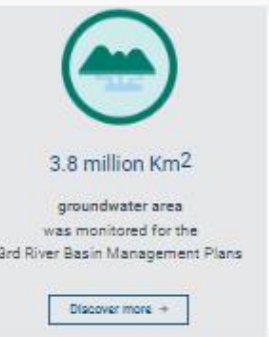 3.8 million Km2
groundwater area
was monitored for the
3rd River Basin Management Plans
Discover more →